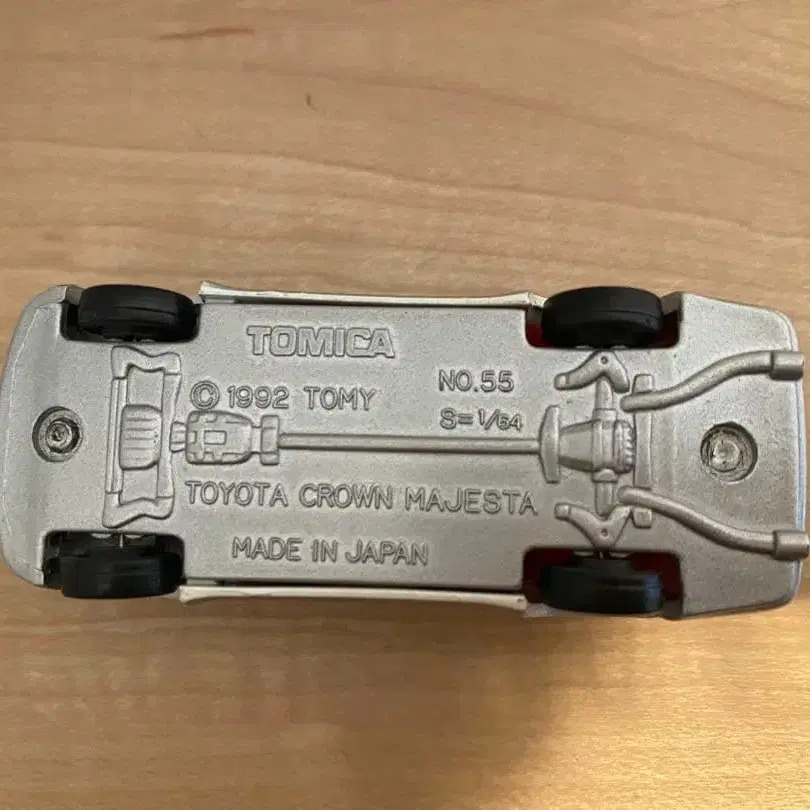 TOMICA
© 1992 TOMY
NO.55
S=1/64
TOYOTA CROWN MAJESTA
MADE IN JAPAN